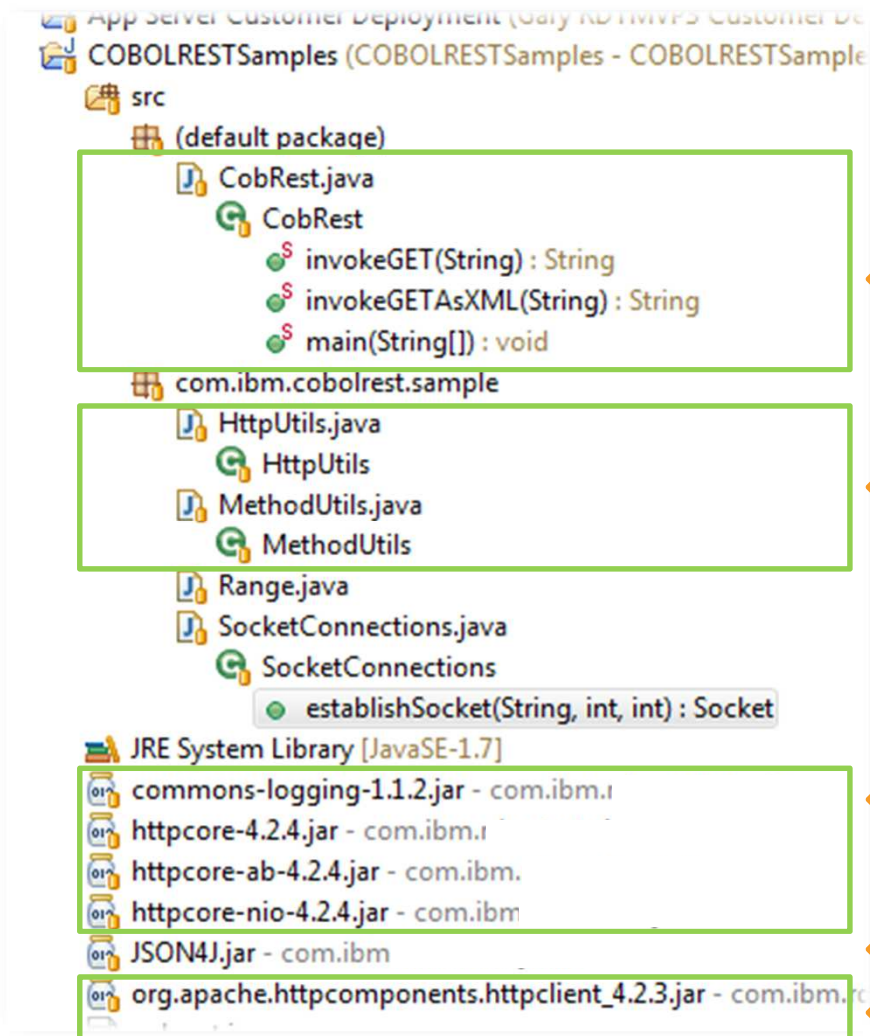 App Server Customer Deployment (Gary RDTMVPS Customer De
COBOLRESTSamples (COBOLRESTSamples - COBOLRESTSample
src
(default package)
CobRest.java
CobRest
invokeGET(String) : String
invokeGETAsXML(String) : String
main(String[]) : void
com.ibm.cobolrest.sample
HttpUtils.java
HttpUtils
MethodUtils.java
MethodUtils
Range.java
SocketConnections.java
SocketConnections
establishSocket(String, int, int) : Socket
JRE System Library [JavaSE-1.7]
commons-logging-1.1.2.jar - com.ibm.
httpcore-4.2.4.jar - com.ibm.
httpcore-ab-4.2.4.jar - com.ibm.
httpcore-nio-4.2.4.jar - com.ibm
JSON4J.jar - com.ibm
org.apache.httpcomponents.httpclient_4.2.3.jar - com.ibm.